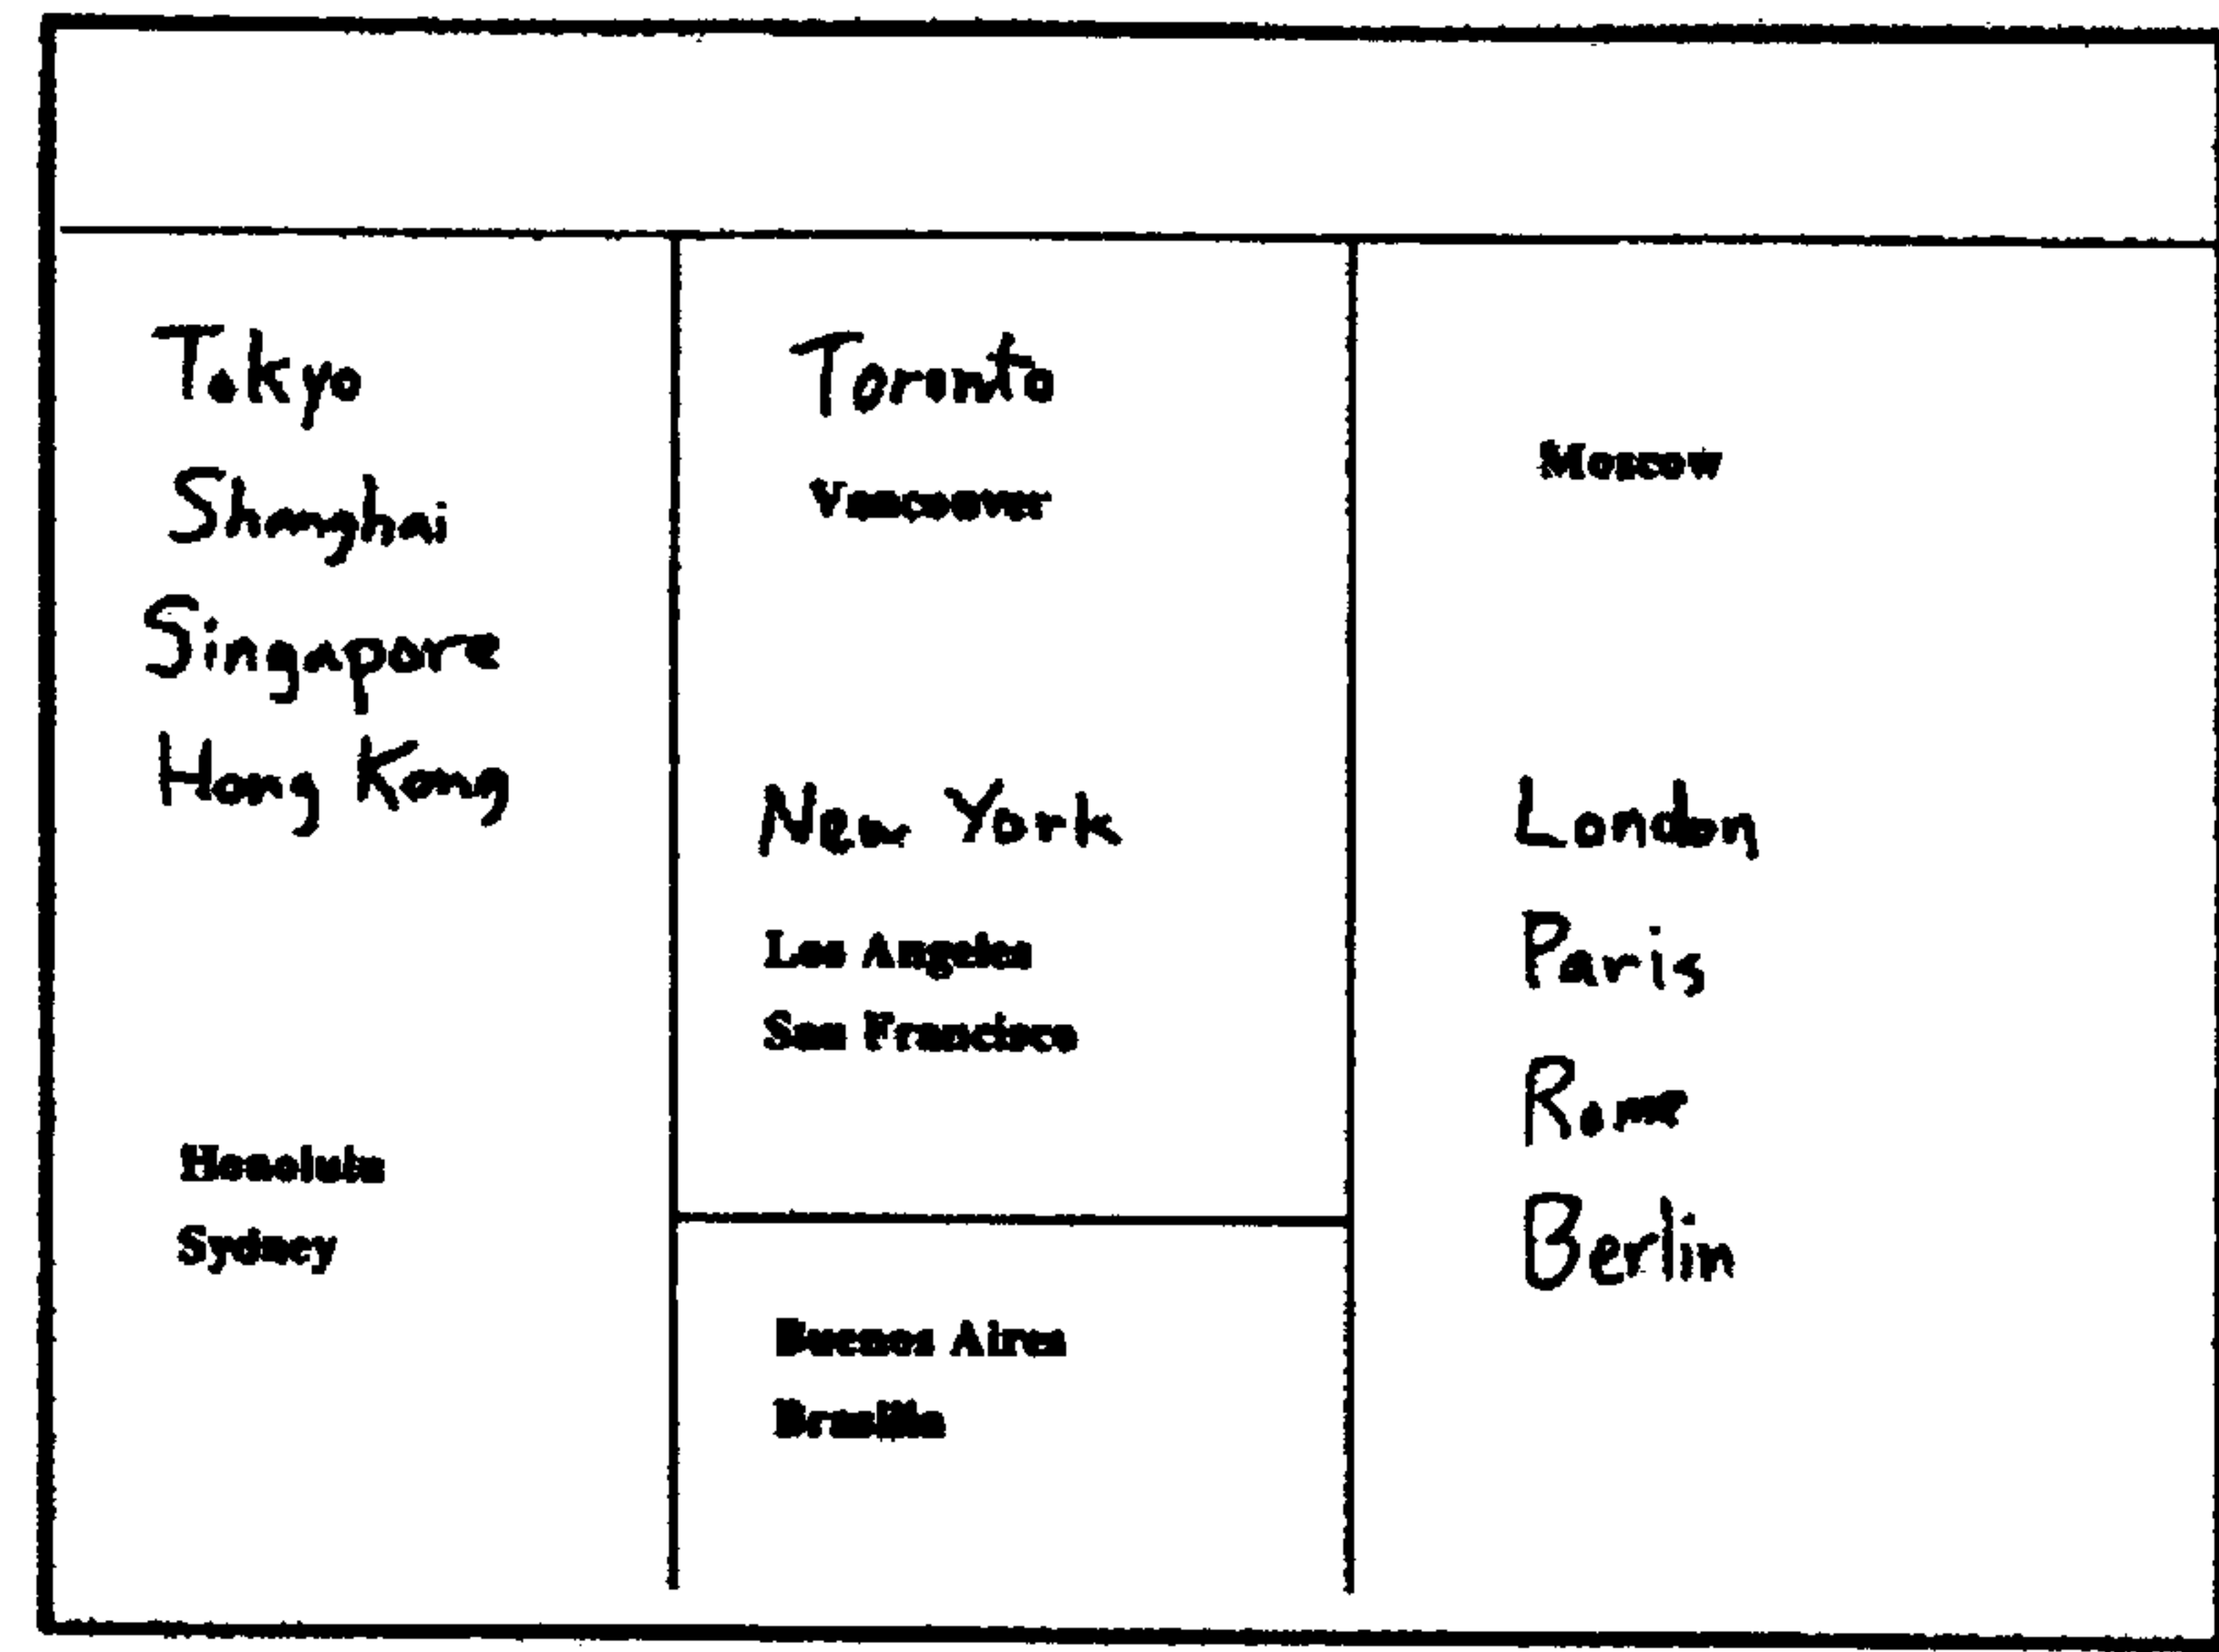 Tokyo
Shanghai
Singapore
Hong Kong
Honolulu
Sydney
Toronto
Vancouver
New York
Los Angeles
San Francisco
Buenos Aires
Brasilia
Moscow
London
Paris
Rome
Berlin